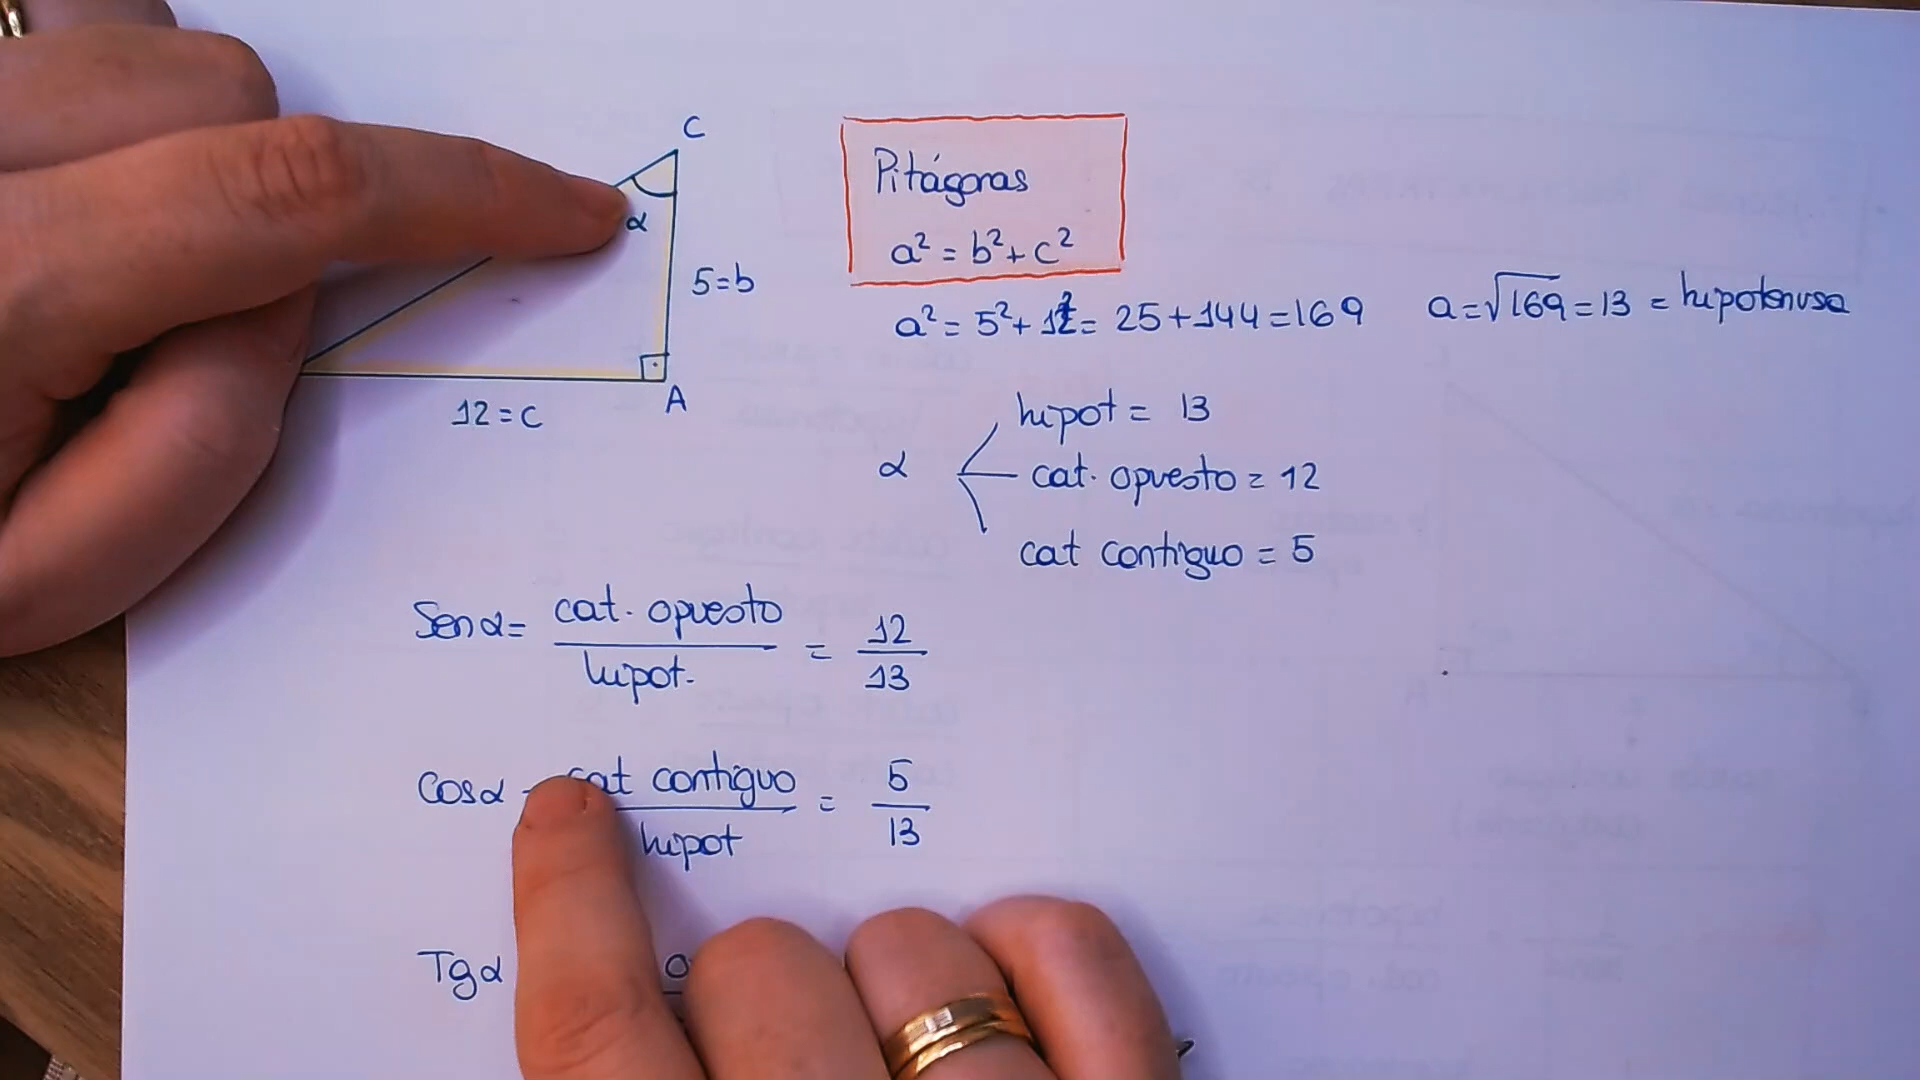 C
α
5=b
A
12=c
Pitágoras
a² = b²+c²
a² = 5²+12²= 25+144=169
a=√169=13 = hipotenusa
α
hipot = 13
cat. opuesto = 12
cat contiguo = 5
Sen α= cat. opuesto / hipot. = 12/13
Cos α = cat contiguo / hipot = 5/13
Tg α